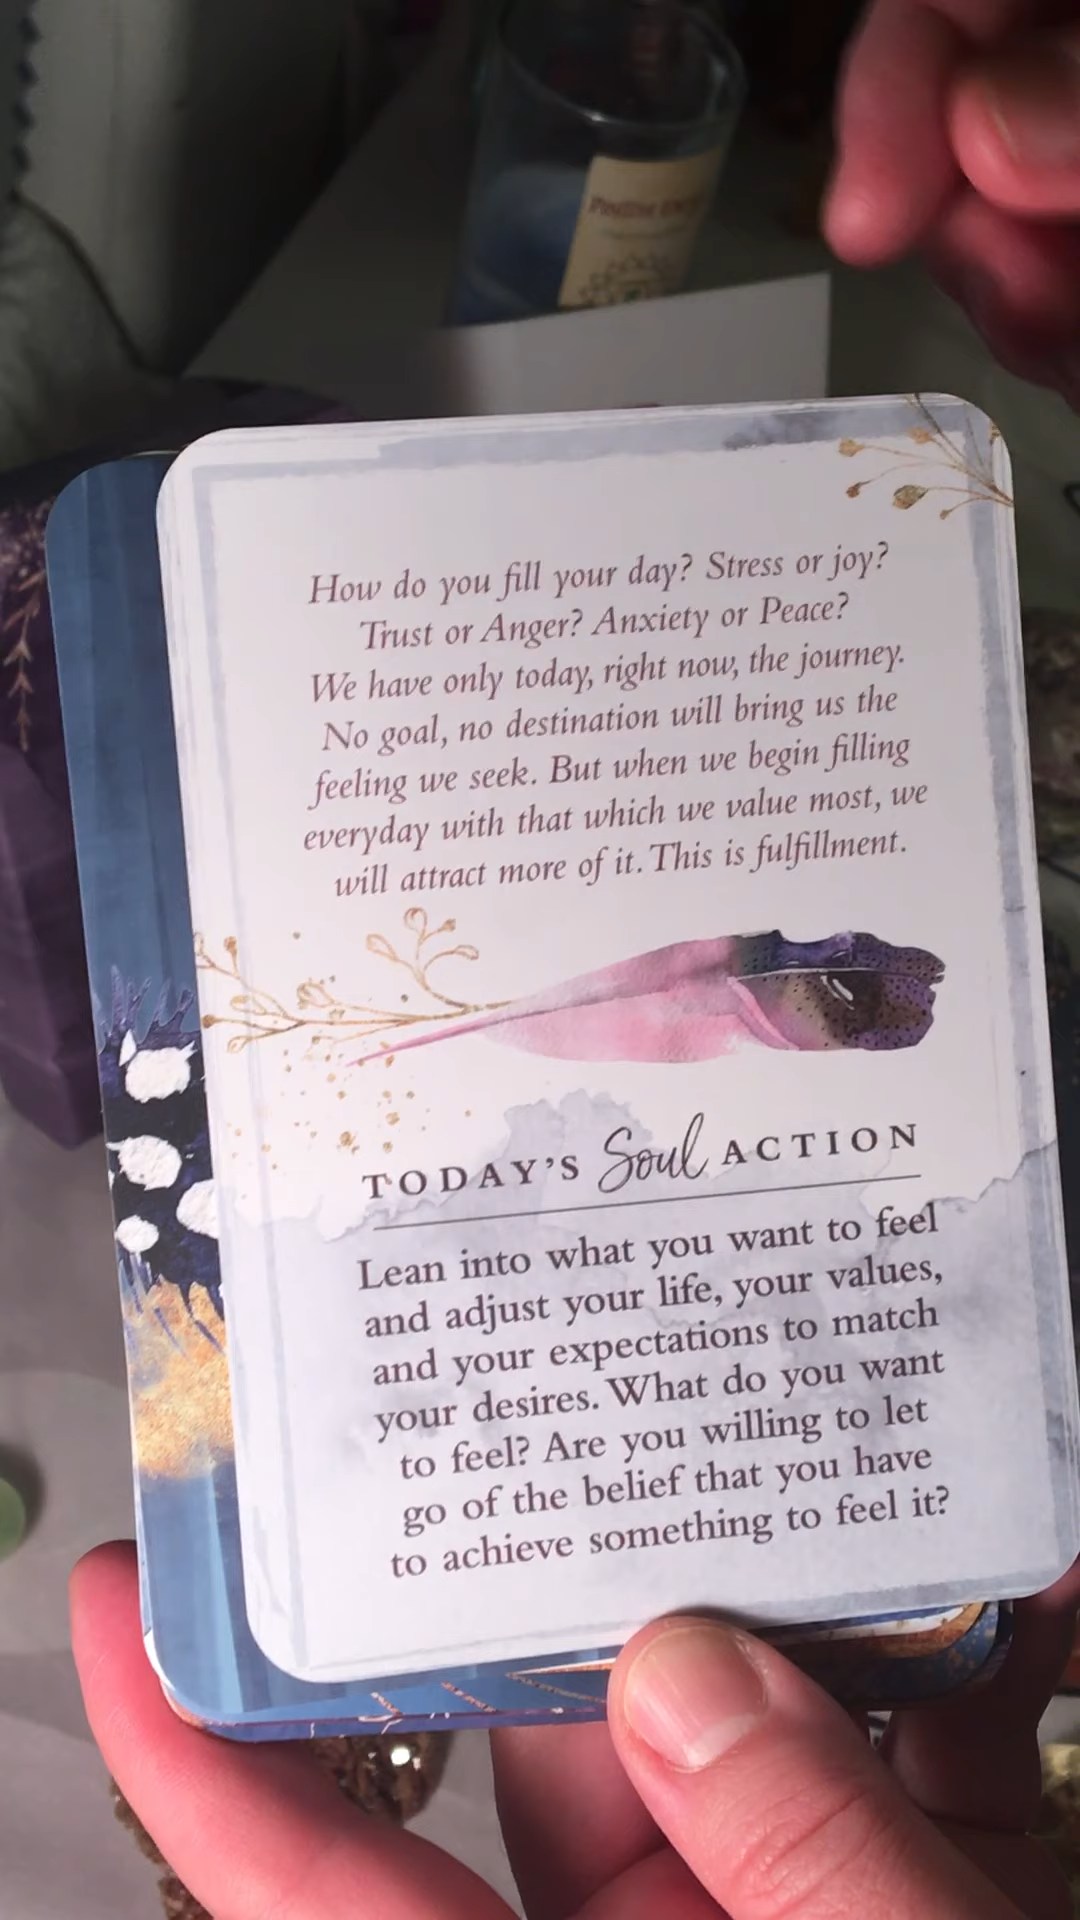 How do you fill your day? Stress or joy?
Trust or Anger? Anxiety or Peace?
We have only today, right now, the journey.
No goal, no destination will bring us the
feeling we seek. But when we begin filling
everyday with that which we value most, we
will attract more of it. This is fulfillment.
TODAY'S Soul ACTION
Lean into what you want to feel
and adjust your life, your values,
and your expectations to match
your desires. What do you want
to feel? Are you willing to let
go of the belief that you have
to achieve something to feel it?